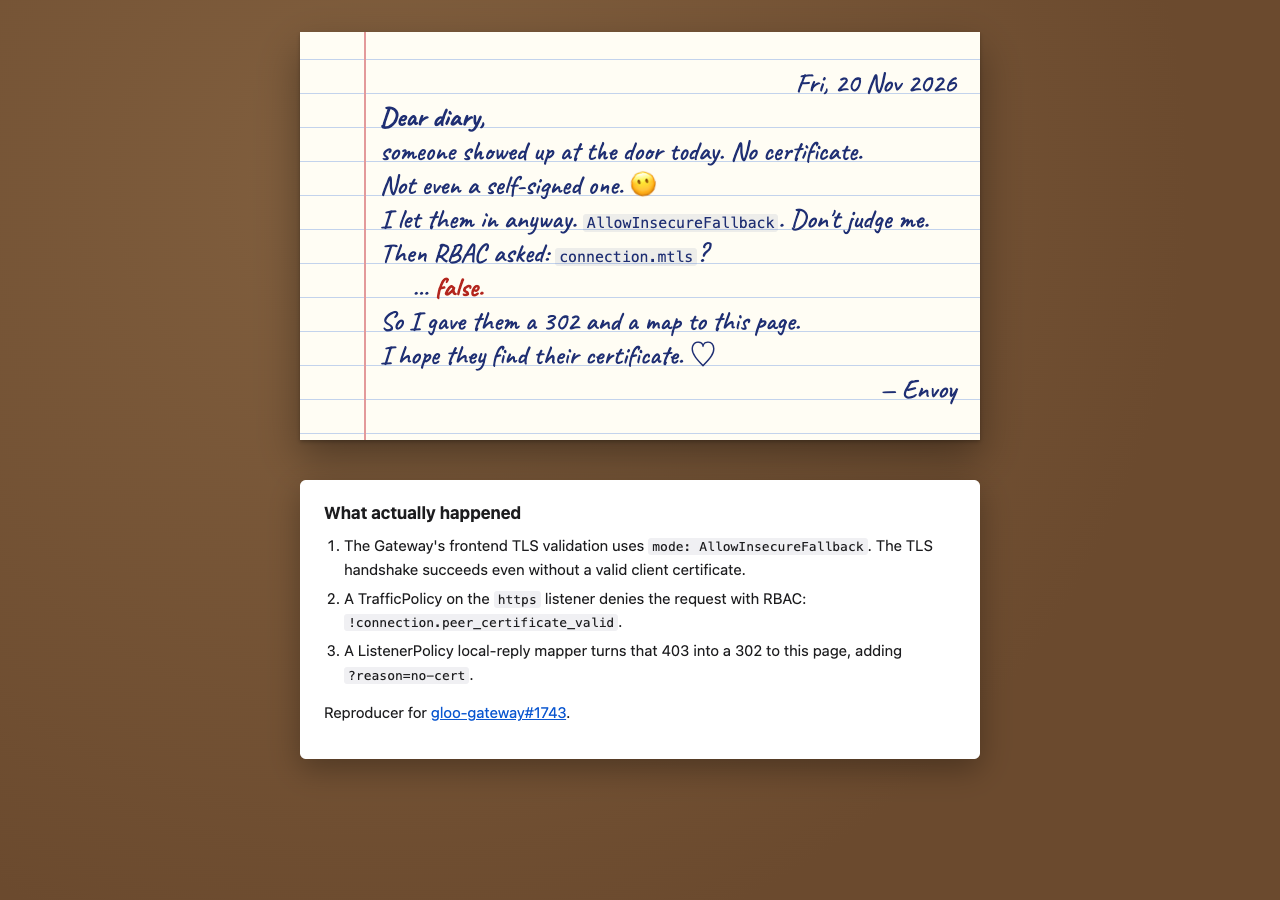 Fri, 20 Nov 2026
Dear diary,
someone showed up at the door today. No certificate.
Not even a self-signed one. 😶
I let them in anyway. AllowInsecureFallback. Don't judge me.
Then RBAC asked: connection.mtls?
... false.
So I gave them a 302 and a map to this page.
I hope they find their certificate. ♡
— Envoy
What actually happened
1. The Gateway's frontend TLS validation uses mode: AllowInsecureFallback. The TLS
handshake succeeds even without a valid client certificate.
2. A TrafficPolicy on the https listener denies the request with RBAC:
!connection.peer_certificate_valid.
3. A ListenerPolicy local-reply mapper turns that 403 into a 302 to this page, adding
?reason=no-cert.
Reproducer for gloo-gateway#1743.